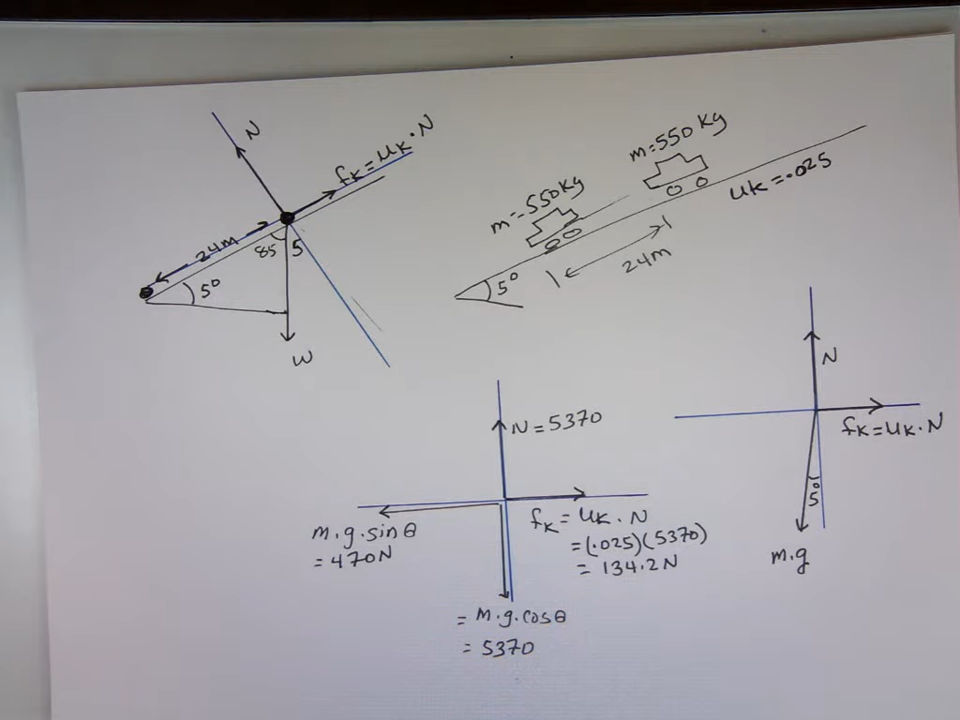 N
fK = uK · N
24m
85
5
5°
W
m=550kg
m=550kg
uK = .025
24m
5°
N = 5370
m.g.sinθ
= 470N
fK = uK . N
= (.025)(5370)
= 134.2N
= m.g.cosθ
= 5370
N
fK = uK . N
5°
m.g